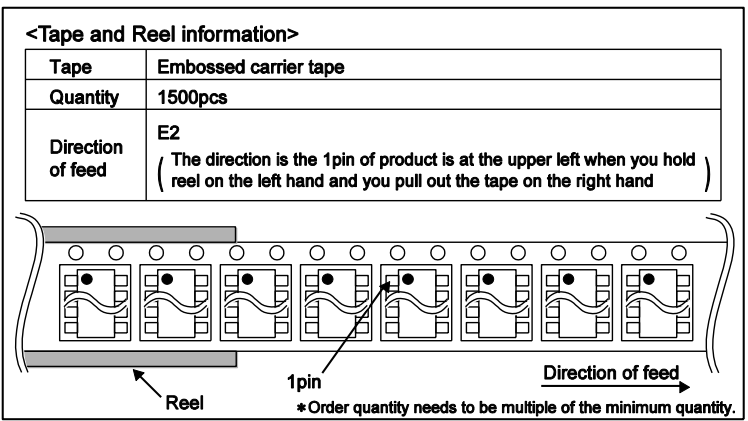 <Tape and Reel information>
Tape Embossed carrier tape
Quantity 1500pcs
Direction of feed
E2
The direction is the 1pin of product is at the upper left when you hold
( reel on the left hand and you pull out the tape on the right hand )
1pin
Direction of feed
Reel
*Order quantity needs to be multiple of the minimum quantity.